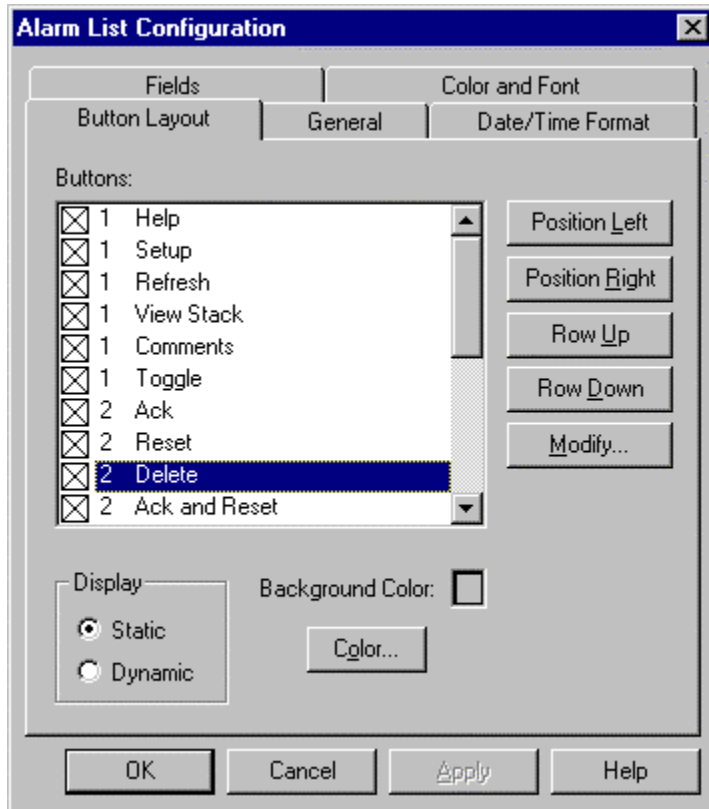 Alarm List Configuration
Fields
Color and Font
Button Layout
General
Date/Time Format
Buttons:
1 Help
1 Setup
1 Refresh
1 View Stack
1 Comments
1 Toggle
2 Ack
2 Reset
2 Delete
2 Ack and Reset
Position Left
Position Right
Row Up
Row Down
Modify...
Display
Static
Dynamic
Background Color:
Color...
OK
Cancel
Apply
Help